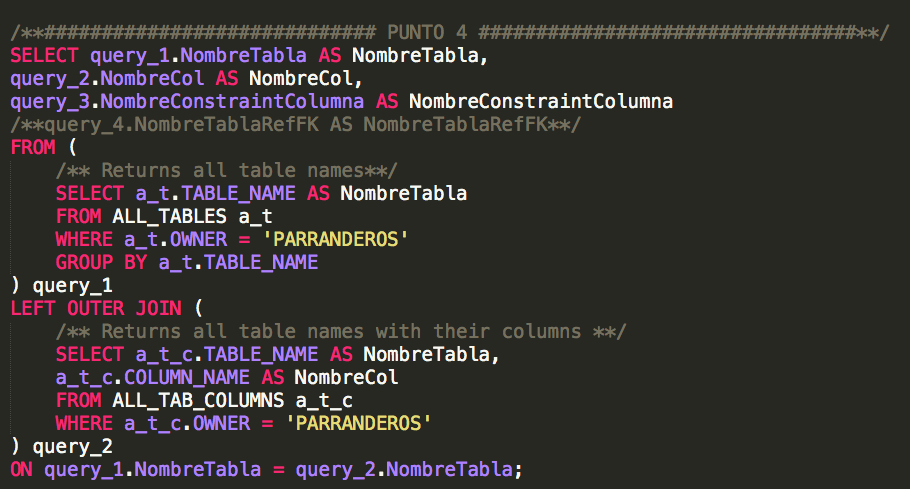 /**############################# PUNTO 4 #################################**/
SELECT query_1.NombreTabla AS NombreTabla,
query_2.NombreCol AS NombreCol,
query_3.NombreConstraintColumna AS NombreConstraintColumna
/**query_4.NombreTablaRefFK AS NombreTablaRefFK**/
FROM (
    /** Returns all table names**/
    SELECT a_t.TABLE_NAME AS NombreTabla
    FROM ALL_TABLES a_t
    WHERE a_t.OWNER = 'PARRANDEROS'
    GROUP BY a_t.TABLE_NAME
) query_1
LEFT OUTER JOIN (
    /** Returns all table names with their columns **/
    SELECT a_t_c.TABLE_NAME AS NombreTabla,
    a_t_c.COLUMN_NAME AS NombreCol
    FROM ALL_TAB_COLUMNS a_t_c
    WHERE a_t_c.OWNER = 'PARRANDEROS'
) query_2
ON query_1.NombreTabla = query_2.NombreTabla;